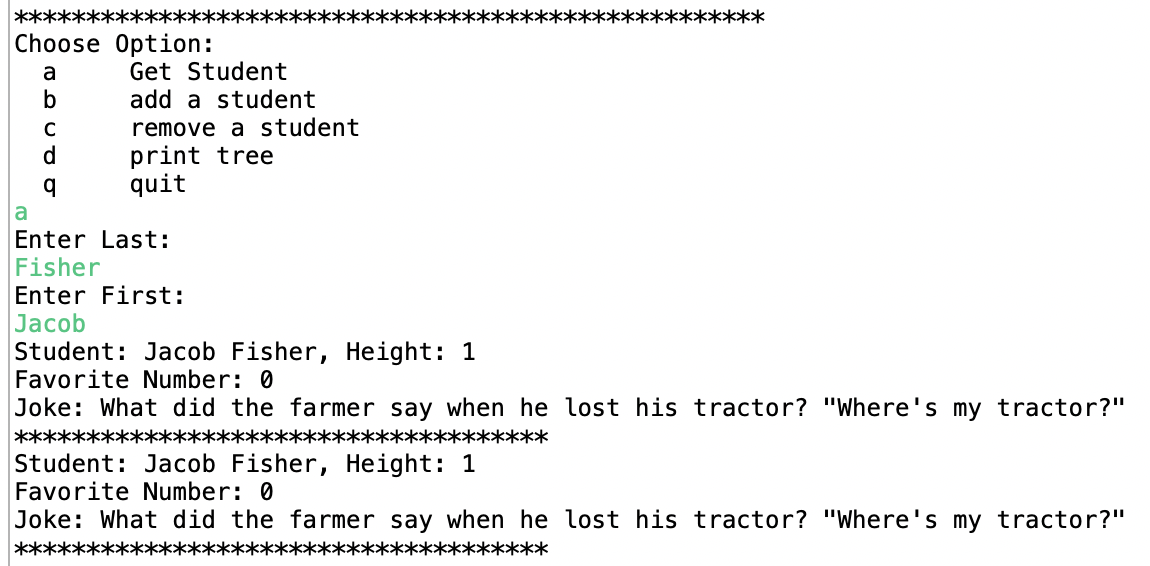 ****************************************************
Choose Option:
  a     Get Student
  b     add a student
  c     remove a student
  d     print tree
  q     quit
a
Enter Last:
Fisher
Enter First:
Jacob
Student: Jacob Fisher, Height: 1
Favorite Number: 0
Joke: What did the farmer say when he lost his tractor? "Where's my tractor?"
*************************************
Student: Jacob Fisher, Height: 1
Favorite Number: 0
Joke: What did the farmer say when he lost his tractor? "Where's my tractor?"
*************************************